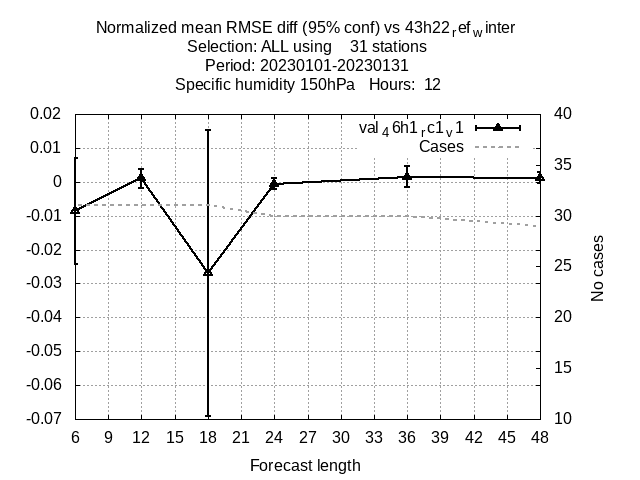 Normalized mean RMSE diff (95% conf) vs 43h22refwinter
Selection: ALL using    31 stations
Period: 20230101-20230131
Specific humidity 150hPa   Hours:  12
val46h1rc1v1
Cases
0.02
0.01
0
-0.01
-0.02
-0.03
-0.04
-0.05
-0.06
-0.07
40
35
30
25
20
15
10
No cases
6 9 12 15 18 21 24 27 30 33 36 39 42 45 48
Forecast length